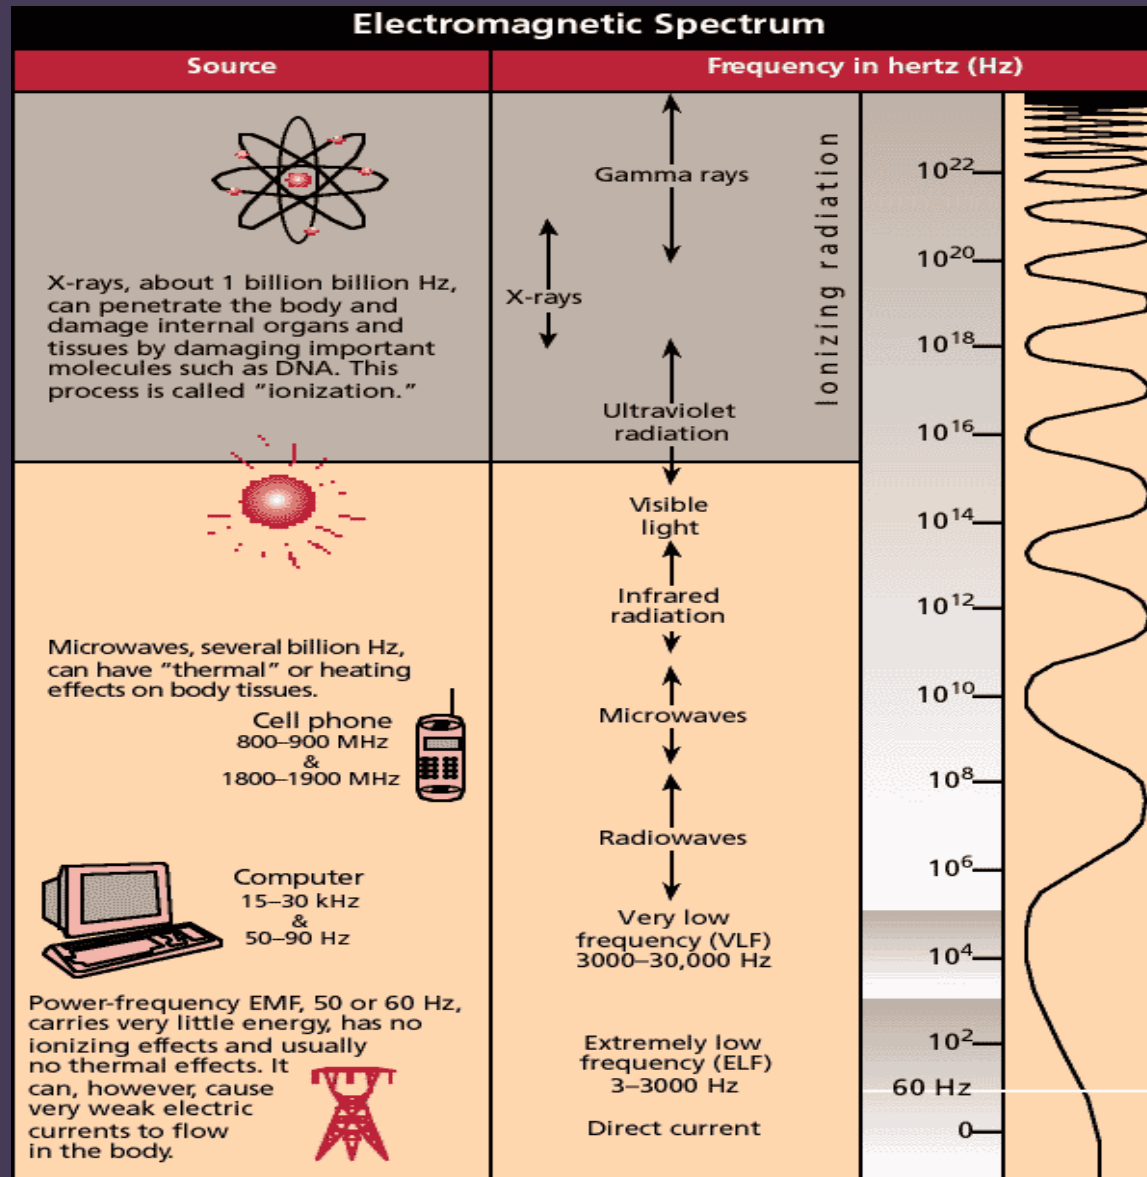 Electromagnetic Spectrum
Source
Frequency in hertz (Hz)
X-rays, about 1 billion billion Hz,
can penetrate the body and
damage internal organs and
tissues by damaging important
molecules such as DNA. This
process is called “ionization.”
Microwaves, several billion Hz,
can have “thermal” or heating
effects on body tissues.
Cell phone
800–900 MHz
&
1800–1900 MHz
Computer
15–30 kHz
&
50–90 Hz
Power-frequency EMF, 50 or 60 Hz,
carries very little energy, has no
ionizing effects and usually
no thermal effects. It
can, however, cause
very weak electric
currents to flow
in the body.
Gamma rays
X-rays
Ultraviolet
radiation
Ionizing radiation
Visible
light
Infrared
radiation
Microwaves
Radiowaves
Very low
frequency (VLF)
3000–30,000 Hz
Extremely low
frequency (ELF)
3–3000 Hz
Direct current
10²²
10²⁰
10¹⁸
10¹⁶
10¹⁴
10¹²
10¹⁰
10⁸
10⁶
10⁴
10²
60 Hz
0